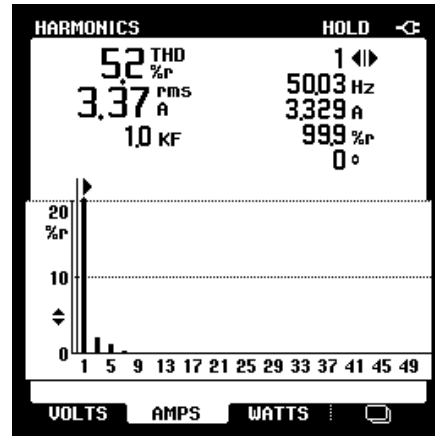 HARMONICS HOLD
5.2 THD %r 1
3.37 rms A 50.03 Hz
3.329 A
1.0 KF 99.9 %r
0 °
20
%r
10
0
1 5 9 13 17 21 25 29 33 37 41 45 49
VOLTS AMPS WATTS